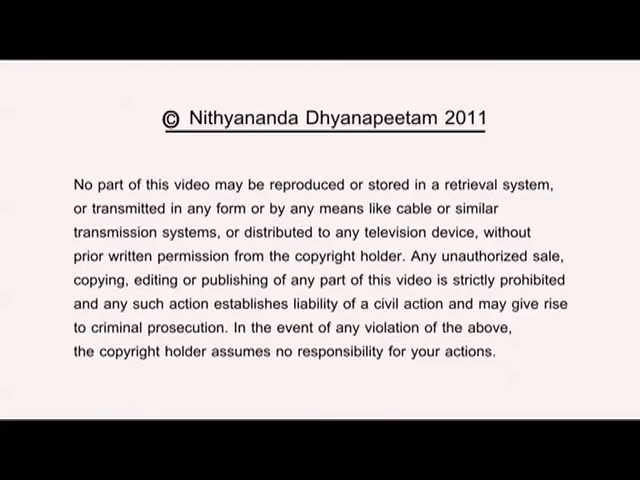 © Nithyananda Dhyanapeetam 2011
No part of this video may be reproduced or stored in a retrieval system,
or transmitted in any form or by any means like cable or similar
transmission systems, or distributed to any television device, without
prior written permission from the copyright holder. Any unauthorized sale,
copying, editing or publishing of any part of this video is strictly prohibited
and any such action establishes liability of a civil action and may give rise
to criminal prosecution. In the event of any violation of the above,
the copyright holder assumes no responsibility for your actions.